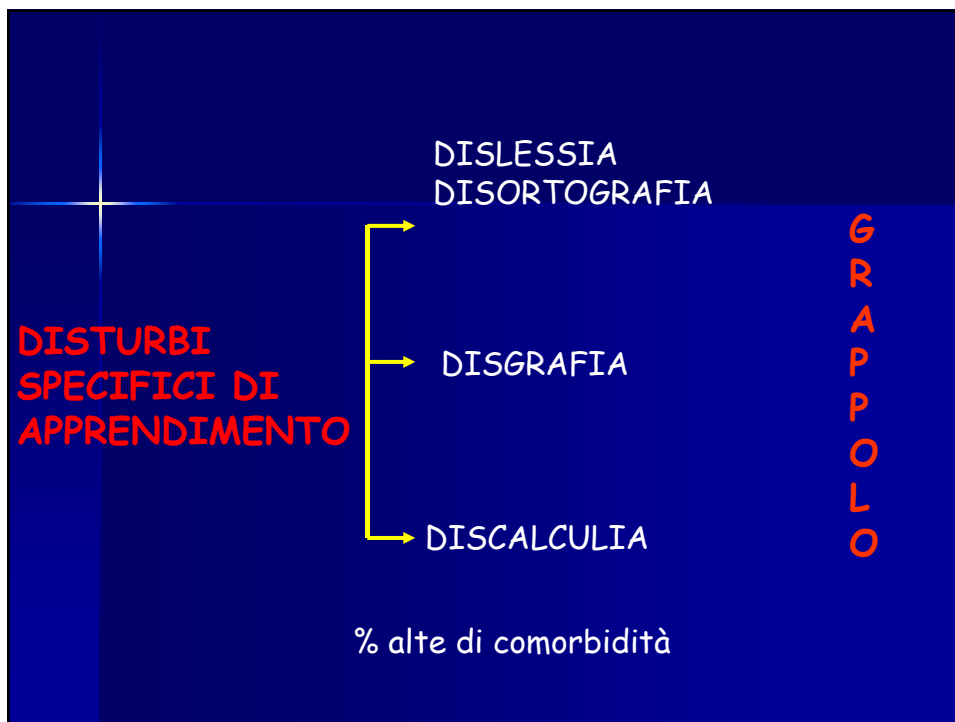 DISLESSIA
DISORTOGRAFIA
DISTURBI
SPECIFICI DI
APPRENDIMENTO
DISGRAFIA
DISCALCULIA
G
R
A
P
P
O
L
O
% alte di comorbidità